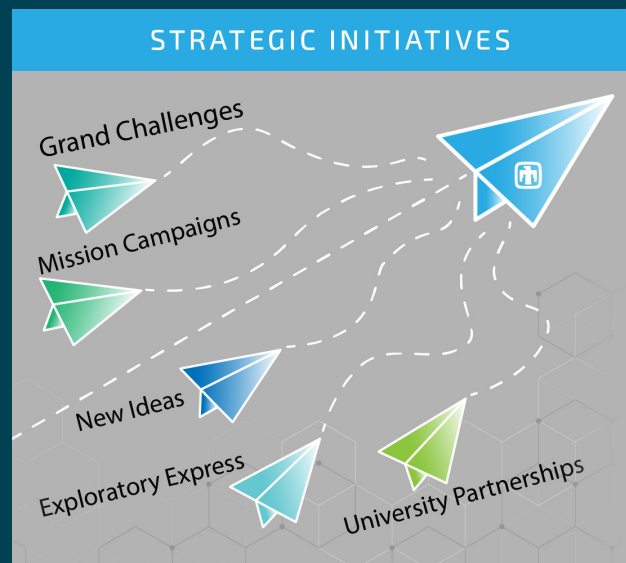 STRATEGIC INITIATIVES
Grand Challenges
Mission Campaigns
New Ideas
Exploratory Express
University Partnerships